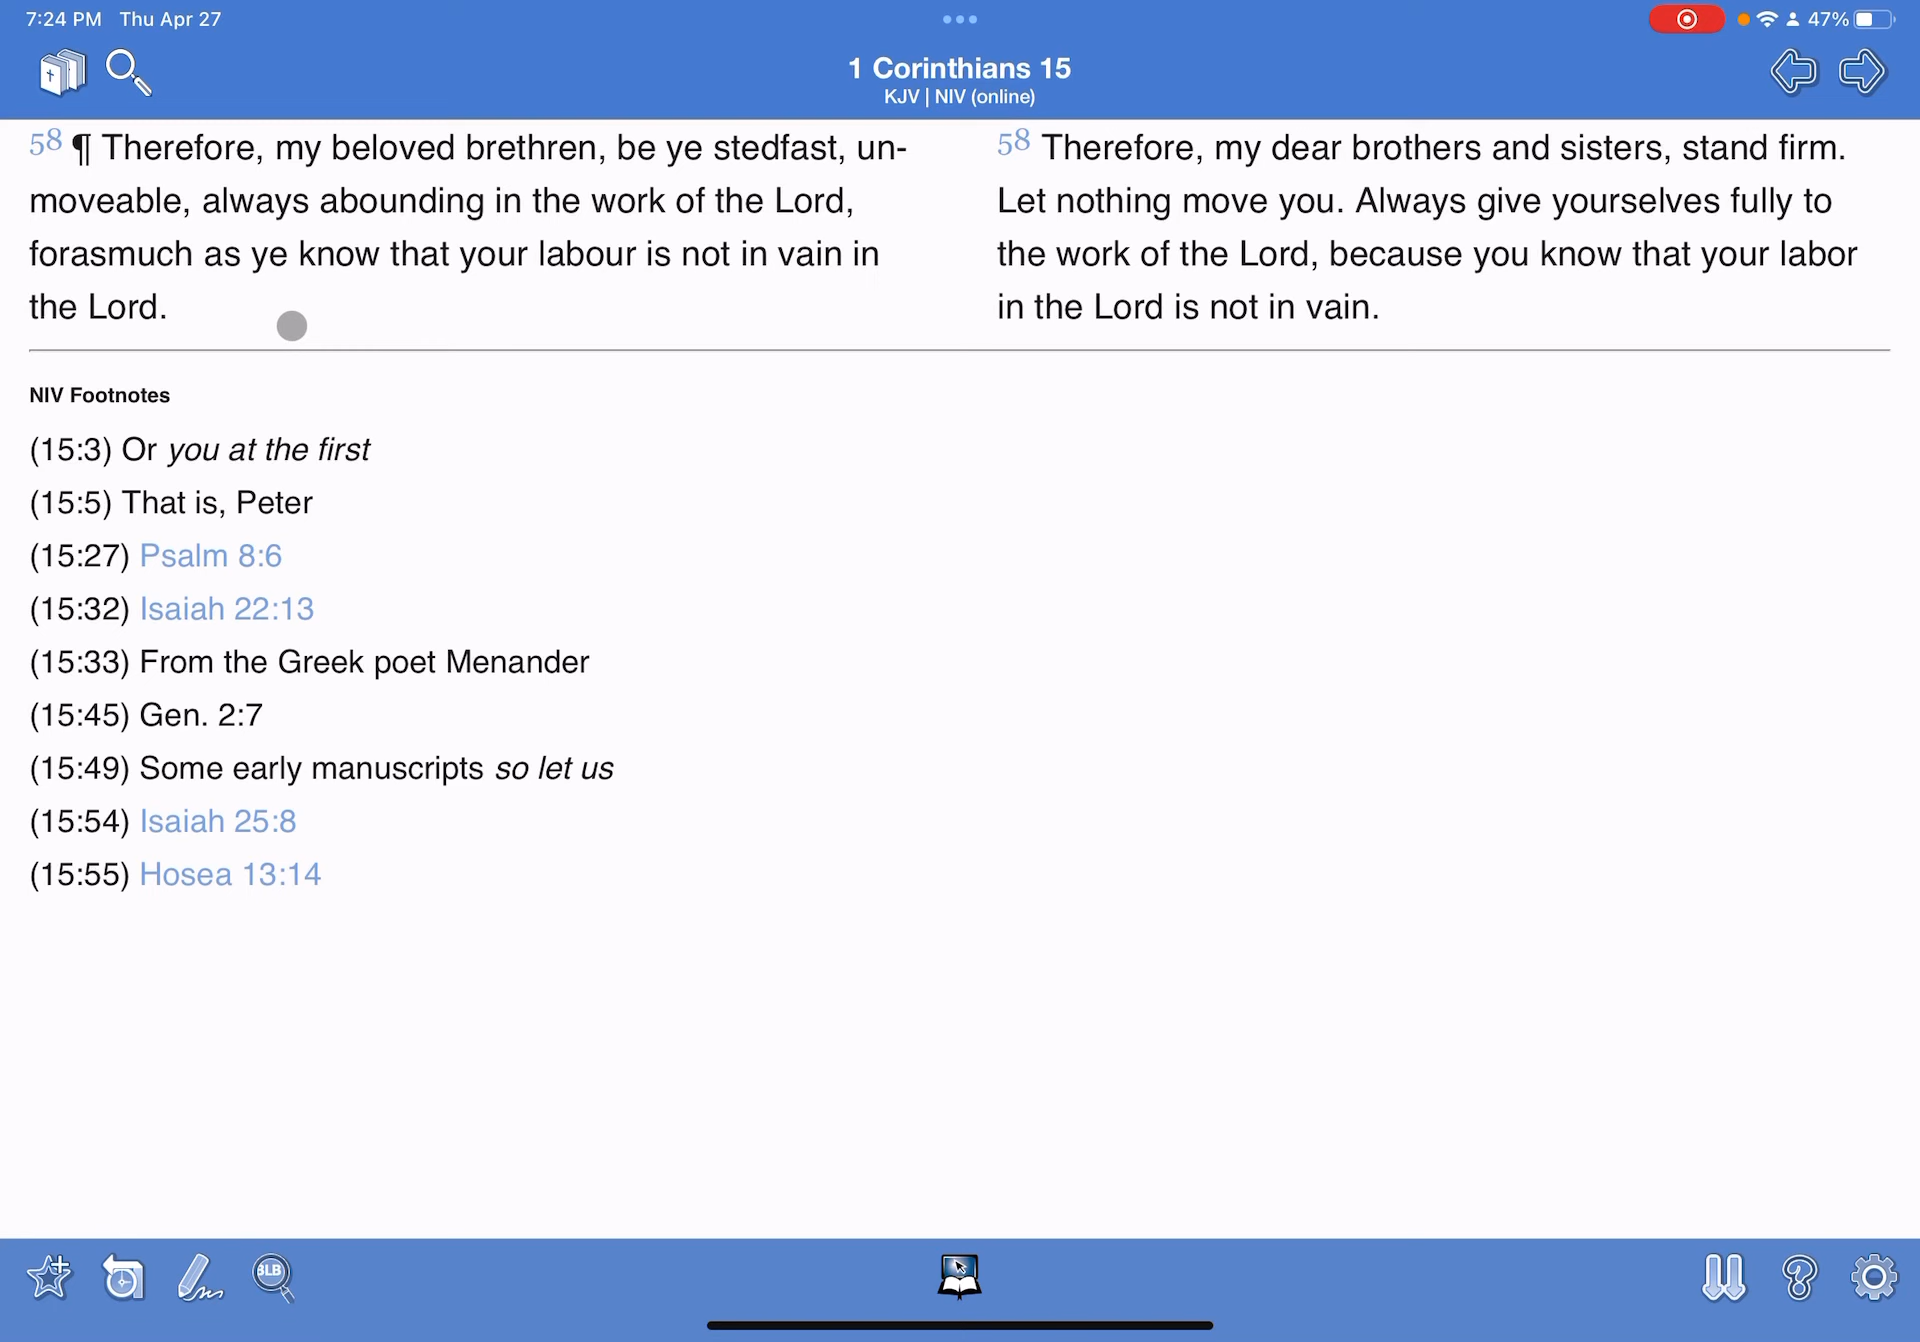 7:24 PM Thu Apr 27
47%
1 Corinthians 15
KJV | NIV (online)
58 ¶ Therefore, my beloved brethren, be ye stedfast, un-
moveable, always abounding in the work of the Lord,
forasmuch as ye know that your labour is not in vain in
the Lord.
58 Therefore, my dear brothers and sisters, stand firm.
Let nothing move you. Always give yourselves fully to
the work of the Lord, because you know that your labor
in the Lord is not in vain.
NIV Footnotes
(15:3) Or you at the first
(15:5) That is, Peter
(15:27) Psalm 8:6
(15:32) Isaiah 22:13
(15:33) From the Greek poet Menander
(15:45) Gen. 2:7
(15:49) Some early manuscripts so let us
(15:54) Isaiah 25:8
(15:55) Hosea 13:14
BLB